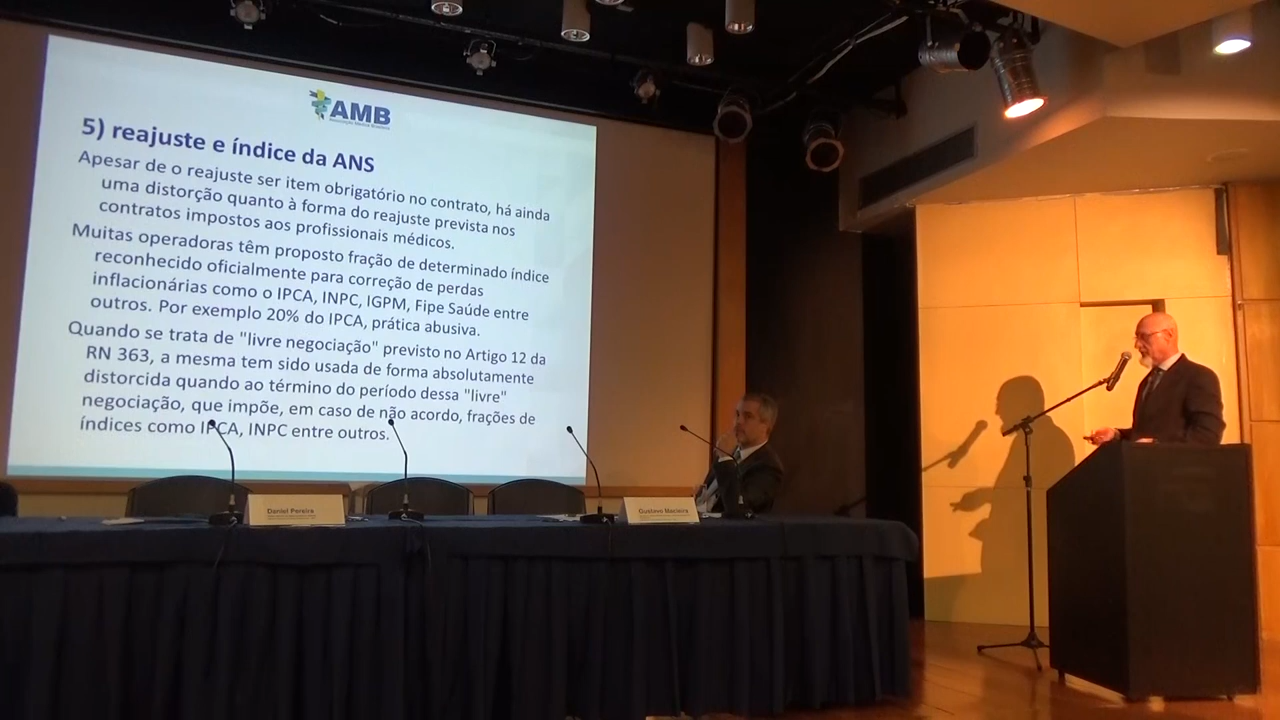 AMB
Associação Médica Brasileira
5) reajuste e índice da ANS
Apesar de o reajuste ser item obrigatório no contrato, há ainda
uma distorção quanto à forma do reajuste prevista nos
contratos impostos aos profissionais médicos.
Muitas operadoras têm proposto fração de determinado índice
reconhecido oficialmente para correção de perdas
inflacionárias como o IPCA, INPC, IGPM, Fipe Saúde entre
outros. Por exemplo 20% do IPCA, prática abusiva.
Quando se trata de "livre negociação" previsto no Artigo 12 da
RN 363, a mesma tem sido usada de forma absolutamente
distorcida quando ao término do período dessa "livre"
negociação, que impõe, em caso de não acordo, frações de
índices como IPCA, INPC entre outros.
Daniel Pereira
Gustavo Macieira